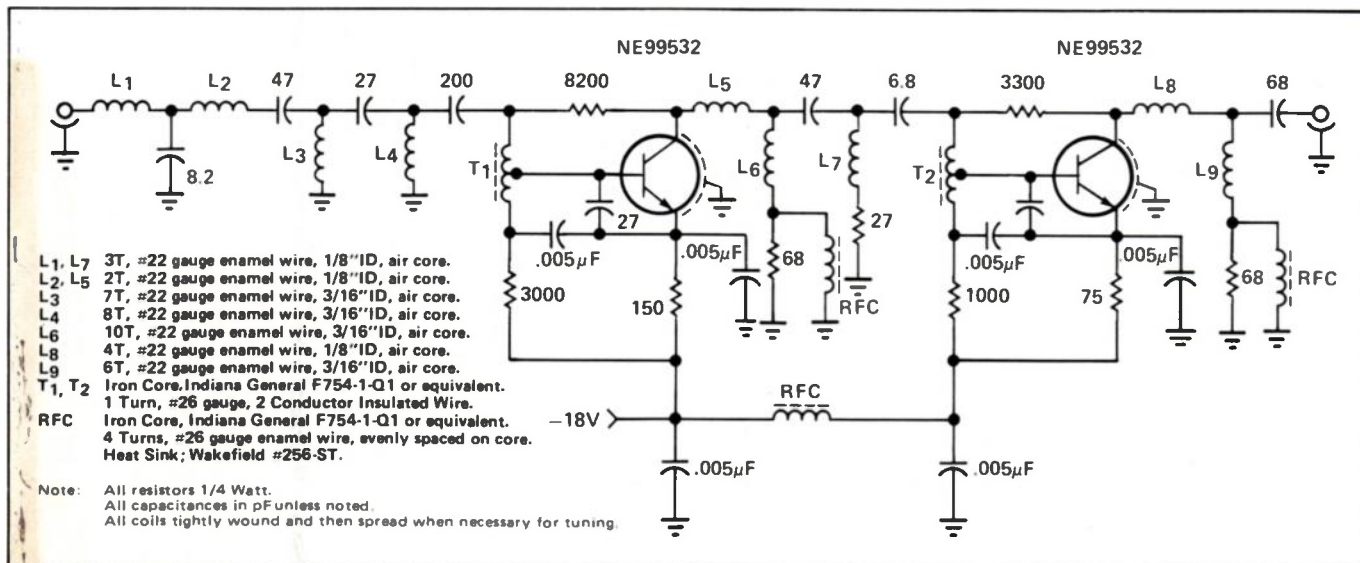 NE99532
NE99532
L1
L2
47
27
200
8200
L5
47
6.8
3300
L8
68
8.2
L3
L4
T1
27
L6
L7
27
T2
L9
.005μF
.005μF
68
RFC
.005μF
.005μF
68
RFC
3000
150
1000
75
L1, L7 3T, #22 gauge enamel wire, 1/8"ID, air core.
L2, L5 2T, #22 gauge enamel wire, 1/8"ID, air core.
L3 7T, #22 gauge enamel wire, 3/16"ID, air core.
L4 8T, #22 gauge enamel wire, 3/16"ID, air core.
L6 10T, #22 gauge enamel wire, 3/16"ID, air core.
L8 4T, #22 gauge enamel wire, 1/8"ID, air core.
L9 6T, #22 gauge enamel wire, 3/16"ID, air core.
T1, T2 Iron Core, Indiana General F754-1-Q1 or equivalent.
1 Turn, #26 gauge, 2 Conductor Insulated Wire.
RFC Iron Core, Indiana General F754-1-Q1 or equivalent.
4 Turns, #26 gauge enamel wire, evenly spaced on core.
Heat Sink; Wakefield #256-ST.
RFC
−18V
.005μF
.005μF
Note: All resistors 1/4 Watt.
All capacitances in pF unless noted.
All coils tightly wound and then spread when necessary for tuning.